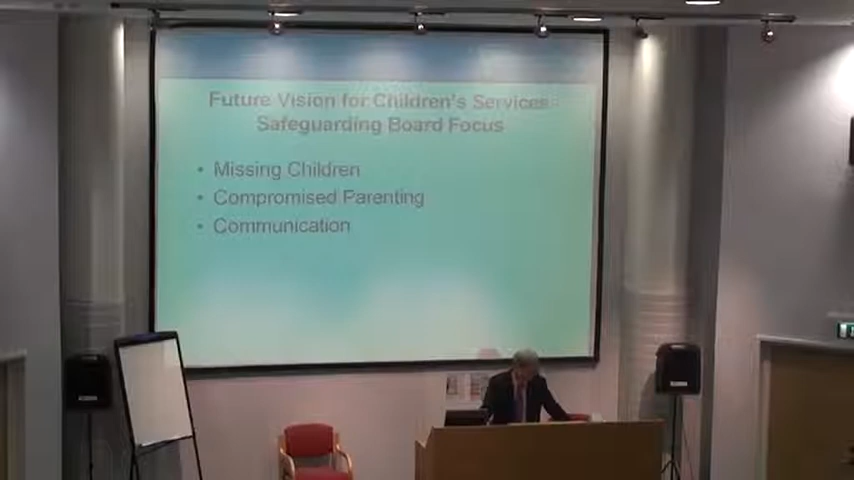 Future Vision for Children's Services
Safeguarding Board Focus
• Missing Children
• Compromised Parenting
• Communication